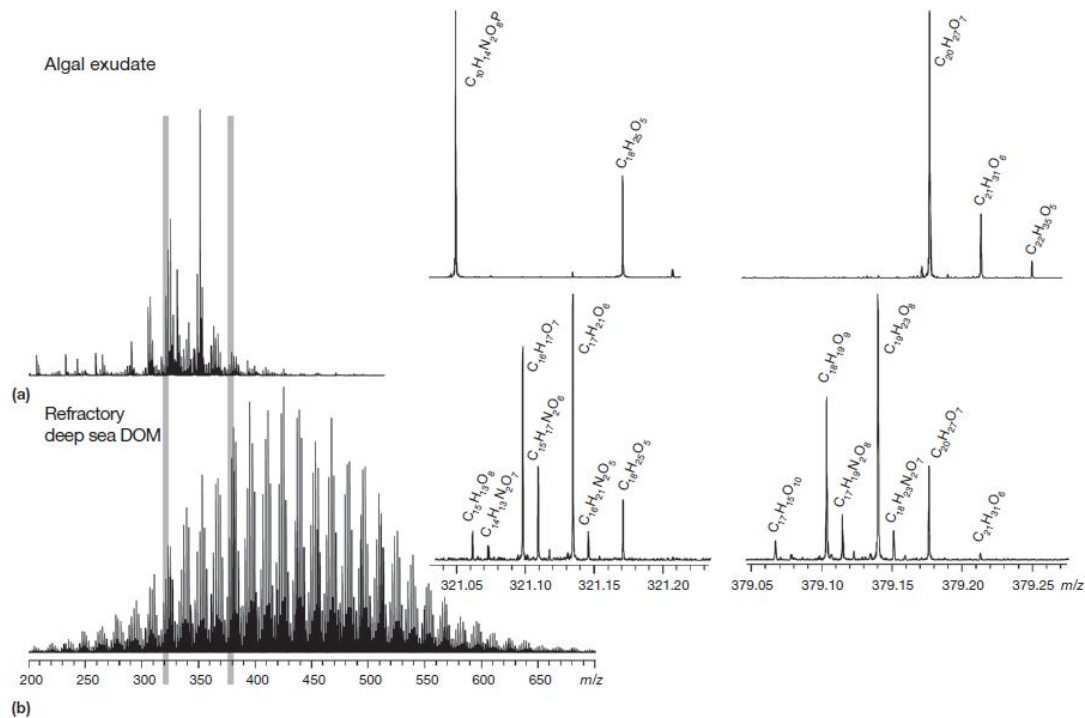 Algal exudate
C₁₀H₁₄N₂O₈P
C₁₈H₂₅O₅
C₂₀H₂₇O₇
C₂₁H₃₁O₆
C₂₂H₃₅O₅
(a)
Refractory
deep sea DOM
C₁₅H₁₃O₈
C₁₄H₁₃N₂O₇
C₁₆H₁₇O₇
C₁₅H₁₇N₂O₆
C₁₇H₂₁O₆
C₁₆H₂₁N₂O₅
C₁₈H₂₅O₅
C₁₇H₁₅O₁₀
C₁₈H₁₉O₉
C₁₇H₁₉N₂O₈
C₁₉H₂₃O₈
C₁₈H₂₃N₂O₇
C₂₀H₂₇O₇
C₂₁H₃₁O₆
321.05 321.10 321.15 321.20
379.05 379.10 379.15 379.20 379.25 m/z
200 250 300 350 400 450 500 550 600 650 m/z
(b)